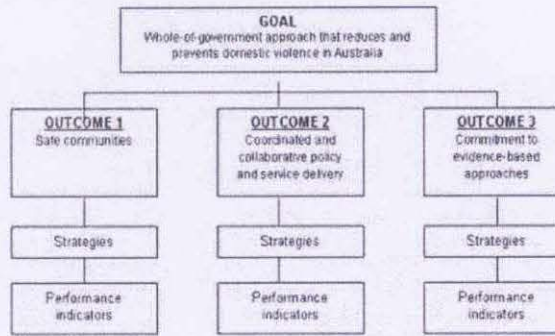 GOAL
Whole-of-government approach that reduces and
prevents domestic violence in Australia
OUTCOME 1
Safe communities
OUTCOME 2
Coordinated and
collaborative policy
and service delivery
OUTCOME 3
Commitment to
evidence-based
approaches
Strategies
Strategies
Strategies
Performance
indicators
Performance
indicators
Performance
indicators